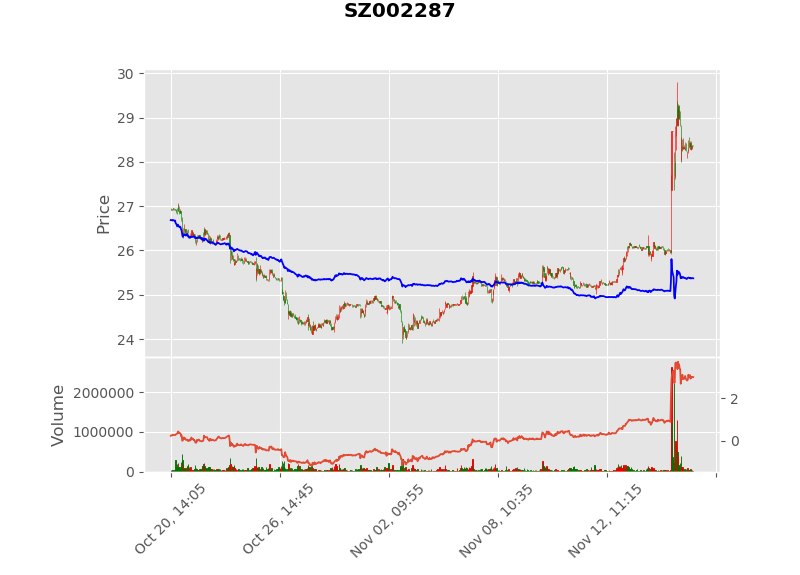 SZ002287
30
29
28
27
26
25
24
Price
2000000
1000000
0
Volume
2
0
Oct 20, 14:05
Oct 26, 14:45
Nov 02, 09:55
Nov 08, 10:35
Nov 12, 11:15